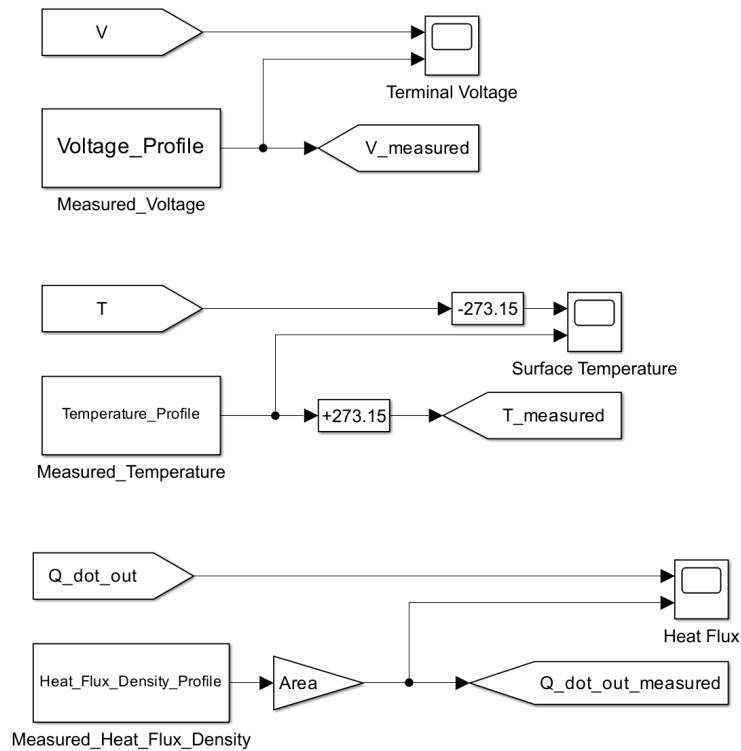 V
Terminal Voltage
Voltage_Profile
V_measured
Measured_Voltage
T
-273.15
Surface Temperature
Temperature_Profile
+273.15
T_measured
Measured_Temperature
Q_dot_out
Heat Flux
Heat_Flux_Density_Profile
Area
Q_dot_out_measured
Measured_Heat_Flux_Density